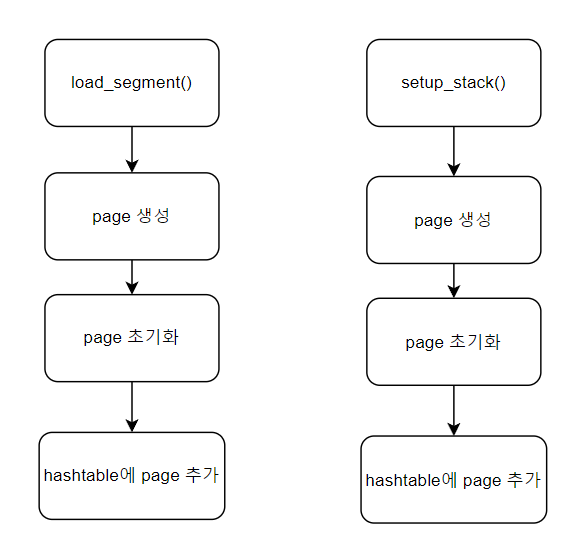 load_segment()
page 생성
page 초기화
hashtable에 page 추가
setup_stack()
page 생성
page 초기화
hashtable에 page 추가